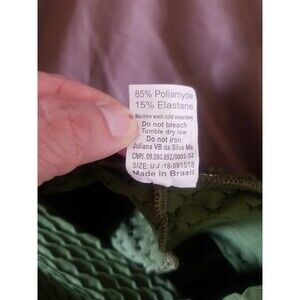 85% Poliamyde
15% Elastane
Machine wash cold separately
Do not bleach
Tumble dry low
Do not iron
Juliana VB da Silva Me
CNPJ. 09.080.892/0001-52
SIZE: U J -18-091518
Made in Brazil